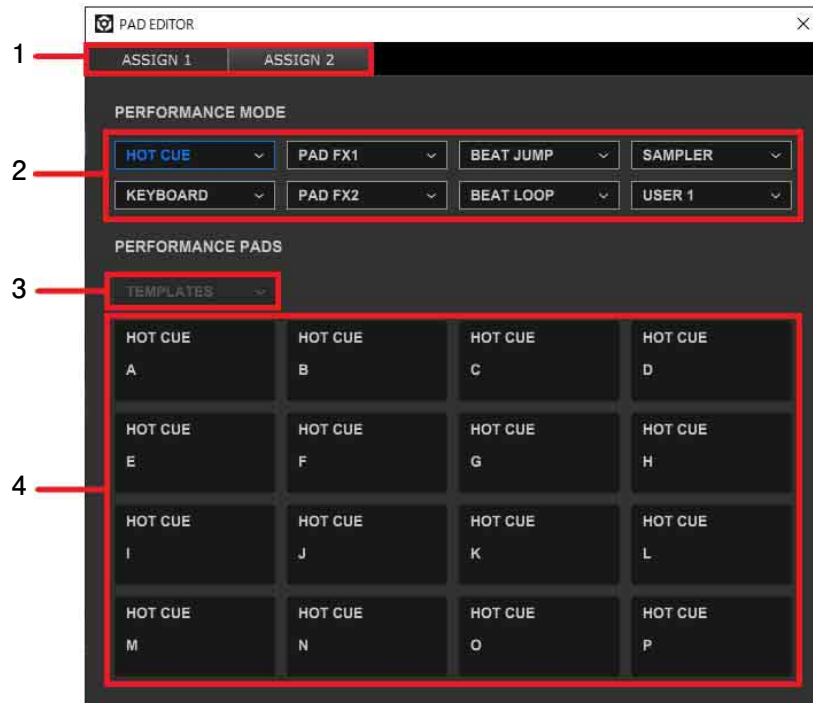 PAD EDITOR
1
ASSIGN 1 ASSIGN 2
PERFORMANCE MODE
2
HOT CUE PAD FX1 BEAT JUMP SAMPLER
KEYBOARD PAD FX2 BEAT LOOP USER 1
PERFORMANCE PADS
3
TEMPLATES
HOT CUE HOT CUE HOT CUE HOT CUE
A B C D
HOT CUE HOT CUE HOT CUE HOT CUE
E F G H
4
HOT CUE HOT CUE HOT CUE HOT CUE
I J K L
HOT CUE HOT CUE HOT CUE HOT CUE
M N O P